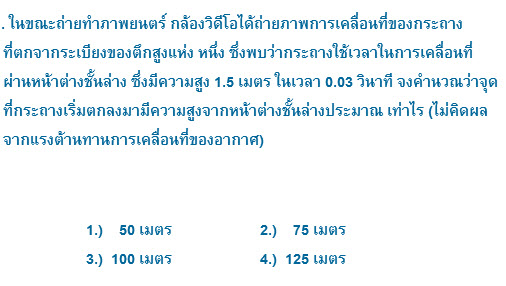 . ในขณะถ่ายทำภาพยนตร์ กล้องวิดีโอได้ถ่ายภาพการเคลื่อนที่ของกระถาง
ที่ตกจากระเบียงของตึกสูงแห่ง หนึ่ง ซึ่งพบว่ากระถางใช้เวลาในการเคลื่อนที่
ผ่านหน้าต่างชั้นล่าง ซึ่งมีความสูง 1.5 เมตร ในเวลา 0.03 วินาที จงคำนวณว่าจุด
ที่กระถางเริ่มตกลงมามีความสูงจากหน้าต่างชั้นล่างประมาณ เท่าไร (ไม่คิดผล
จากแรงต้านทานการเคลื่อนที่ของอากาศ)
1.) 50 เมตร 2.) 75 เมตร
3.) 100 เมตร 4.) 125 เมตร